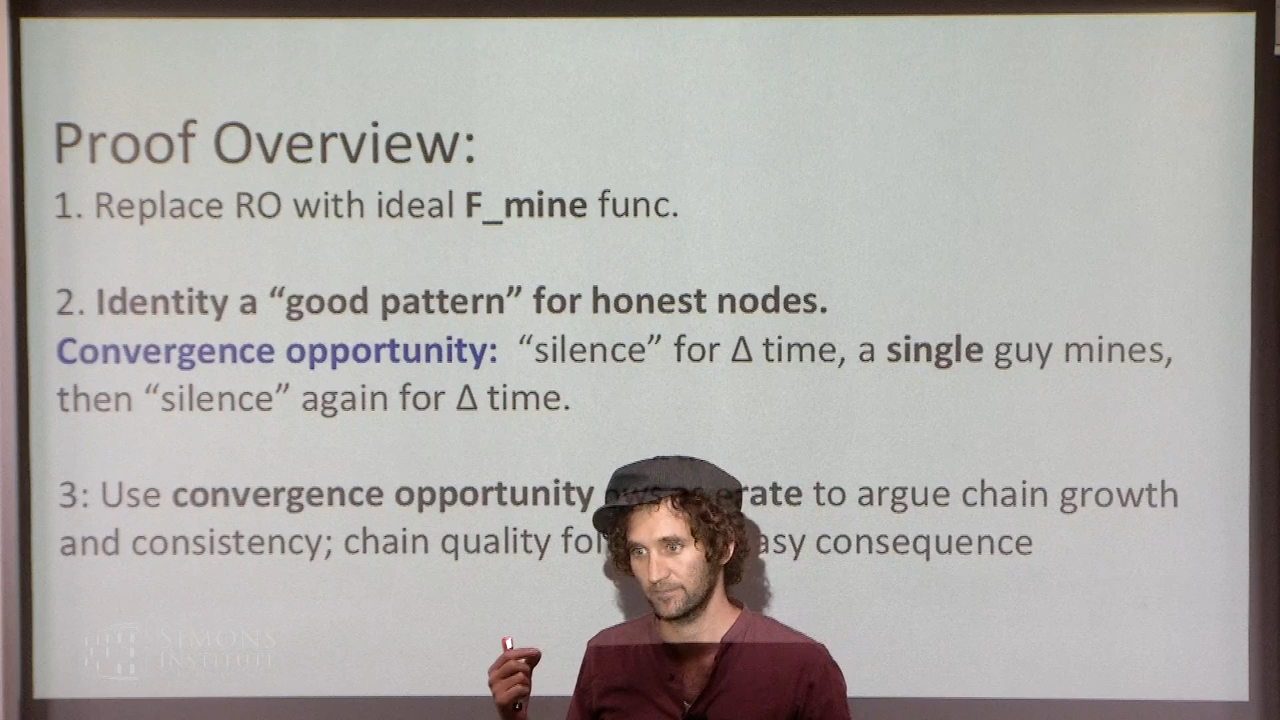 Proof Overview:
1. Replace RO with ideal F_mine func.
2. Identity a “good pattern” for honest nodes.
Convergence opportunity: “silence” for Δ time, a single guy mines,
then “silence” again for Δ time.
3: Use convergence opportunity rate to argue chain growth
and consistency; chain quality consequence
SIMONS
INSTITUTE